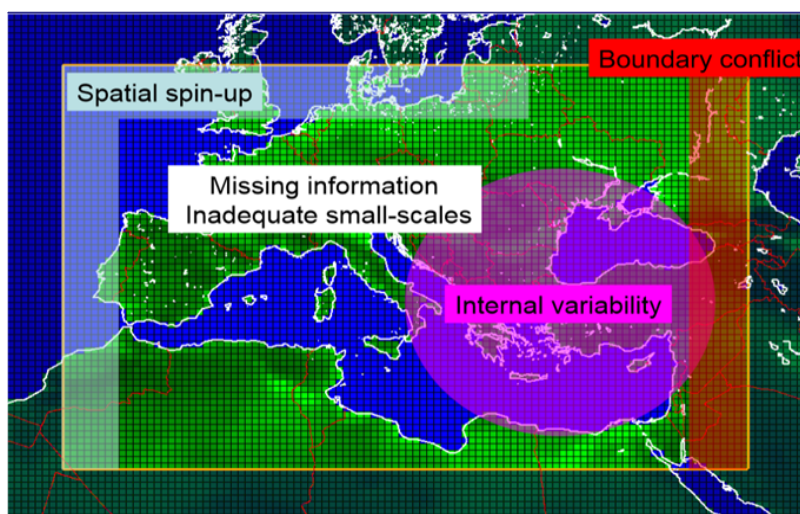 Boundary conflict
Spatial spin-up
Missing information
Inadequate small-scales
Internal variability